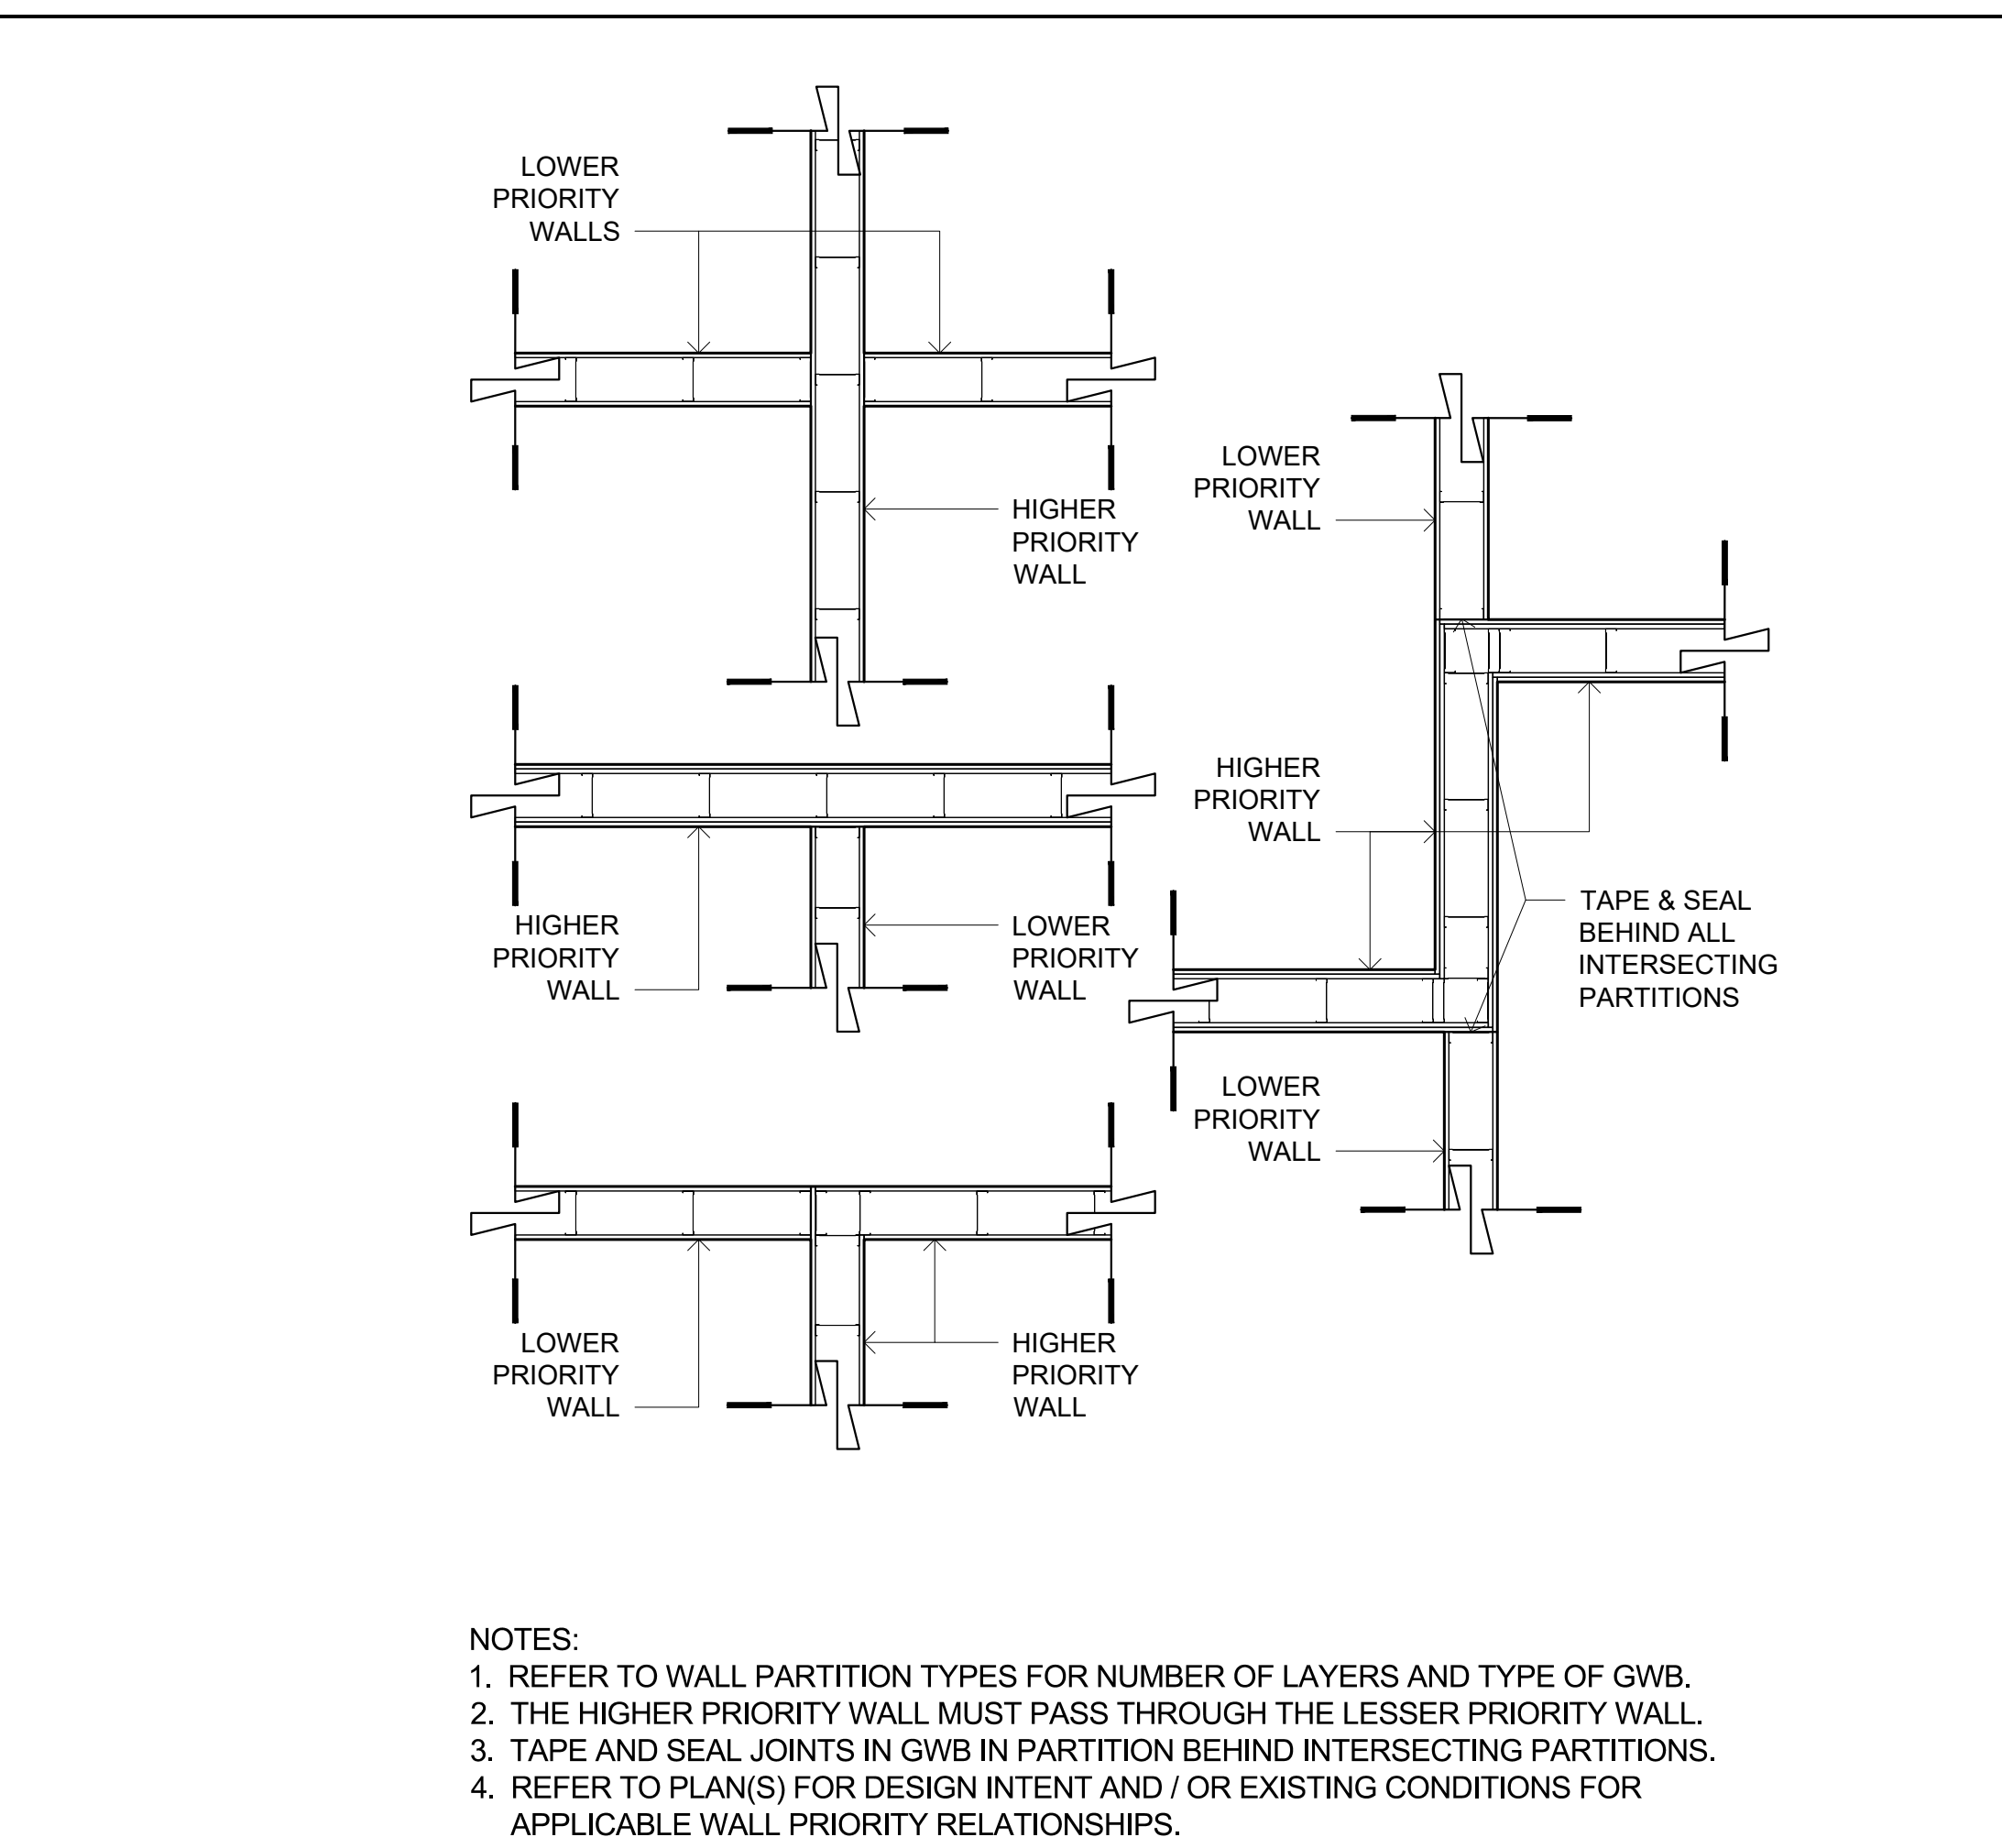 LOWER
PRIORITY
WALLS
HIGHER
PRIORITY
WALL
LOWER
PRIORITY
WALL
HIGHER
PRIORITY
WALL
HIGHER
PRIORITY
WALL
LOWER
PRIORITY
WALL
TAPE & SEAL
BEHIND ALL
INTERSECTING
PARTITIONS
LOWER
PRIORITY
WALL
LOWER
PRIORITY
WALL
HIGHER
PRIORITY
WALL
NOTES:
1. REFER TO WALL PARTITION TYPES FOR NUMBER OF LAYERS AND TYPE OF GWB.
2. THE HIGHER PRIORITY WALL MUST PASS THROUGH THE LESSER PRIORITY WALL.
3. TAPE AND SEAL JOINTS IN GWB IN PARTITION BEHIND INTERSECTING PARTITIONS.
4. REFER TO PLAN(S) FOR DESIGN INTENT AND / OR EXISTING CONDITIONS FOR
APPLICABLE WALL PRIORITY RELATIONSHIPS.